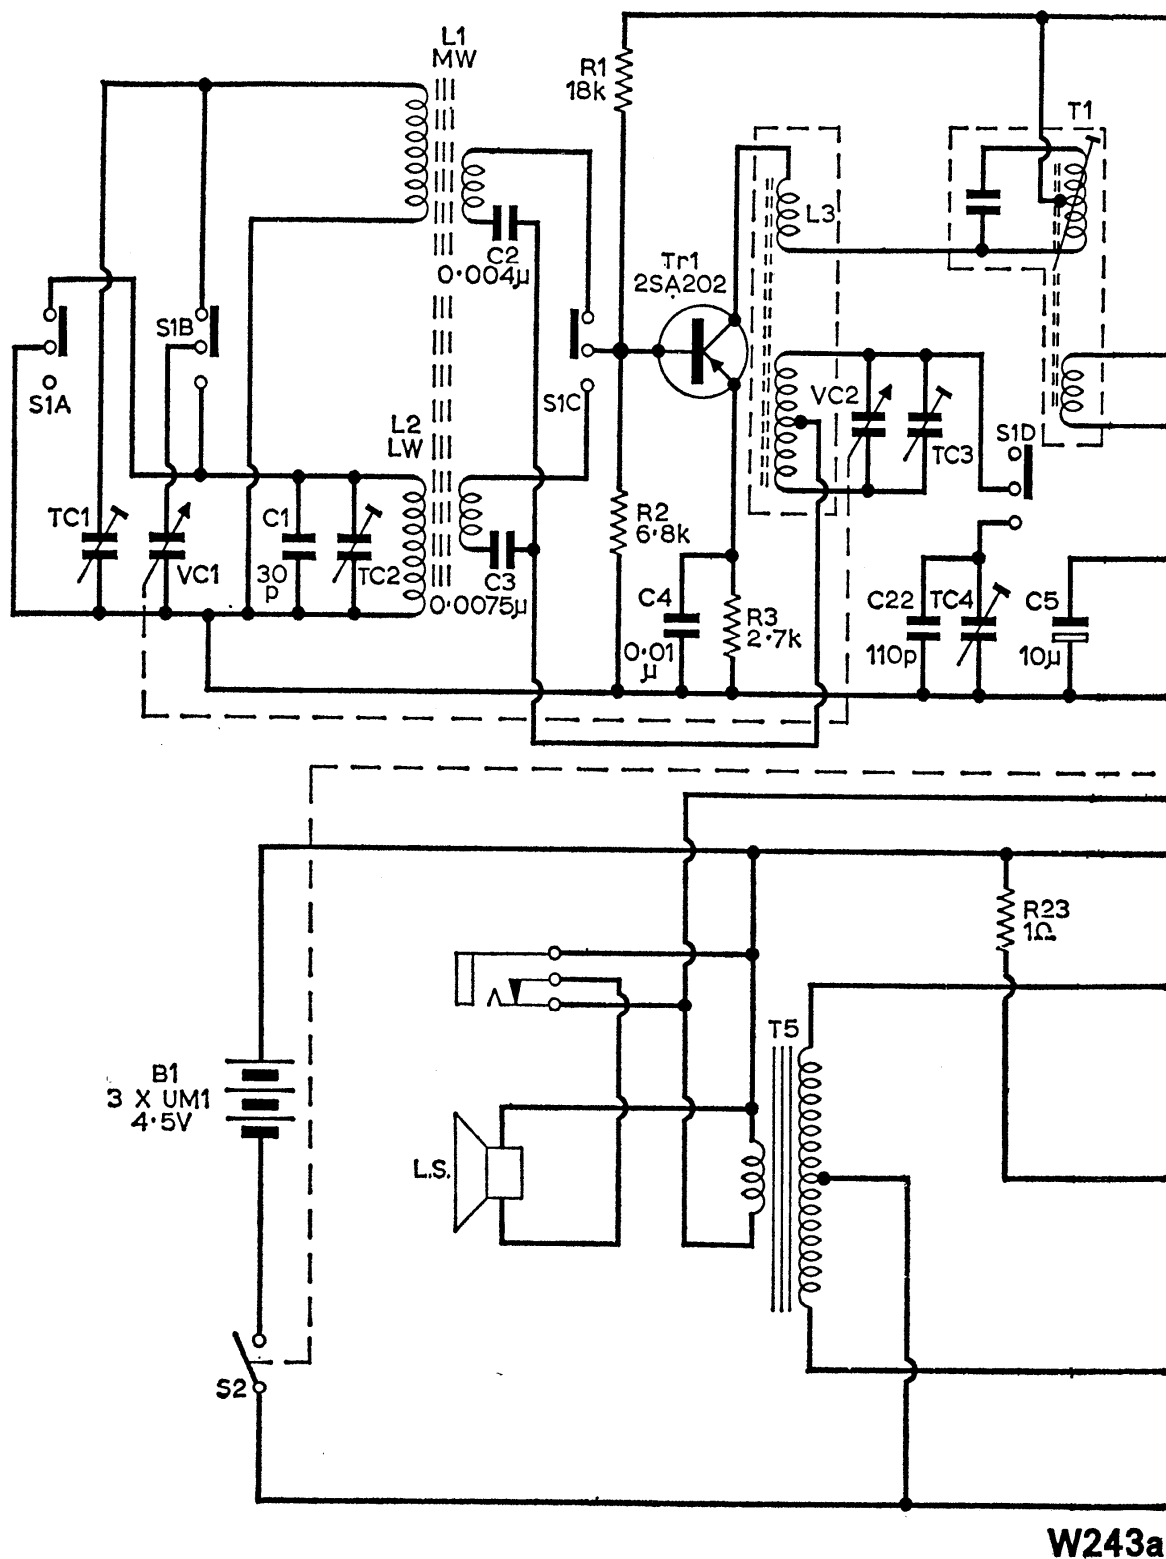 L1
MW
R1
18k
T1
L3
C2
0·004µ
Tr1
2SA202
S1B
S1A
S1C
VC2
L2
LW
S1D
TC3
TC1
C1
R2
6·8k
VC1
30
p
TC2
C3
0·0075µ
C4
0·01
µ
R3
2·7k
C22
TC4
C5
110p
10µ
R23
1Ω
T5
B1
3 X UM1
4·5V
L.S.
S2
W243a